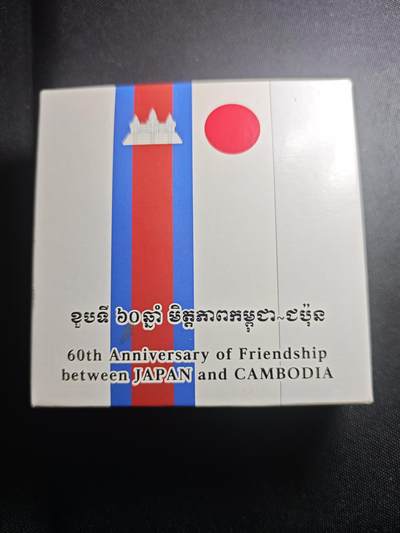 ខួបទី ៦០ឆ្នាំ មិត្តភាពកម្ពុជា~ជប៉ុន
60th Anniversary of Friendship
between JAPAN and CAMBODIA